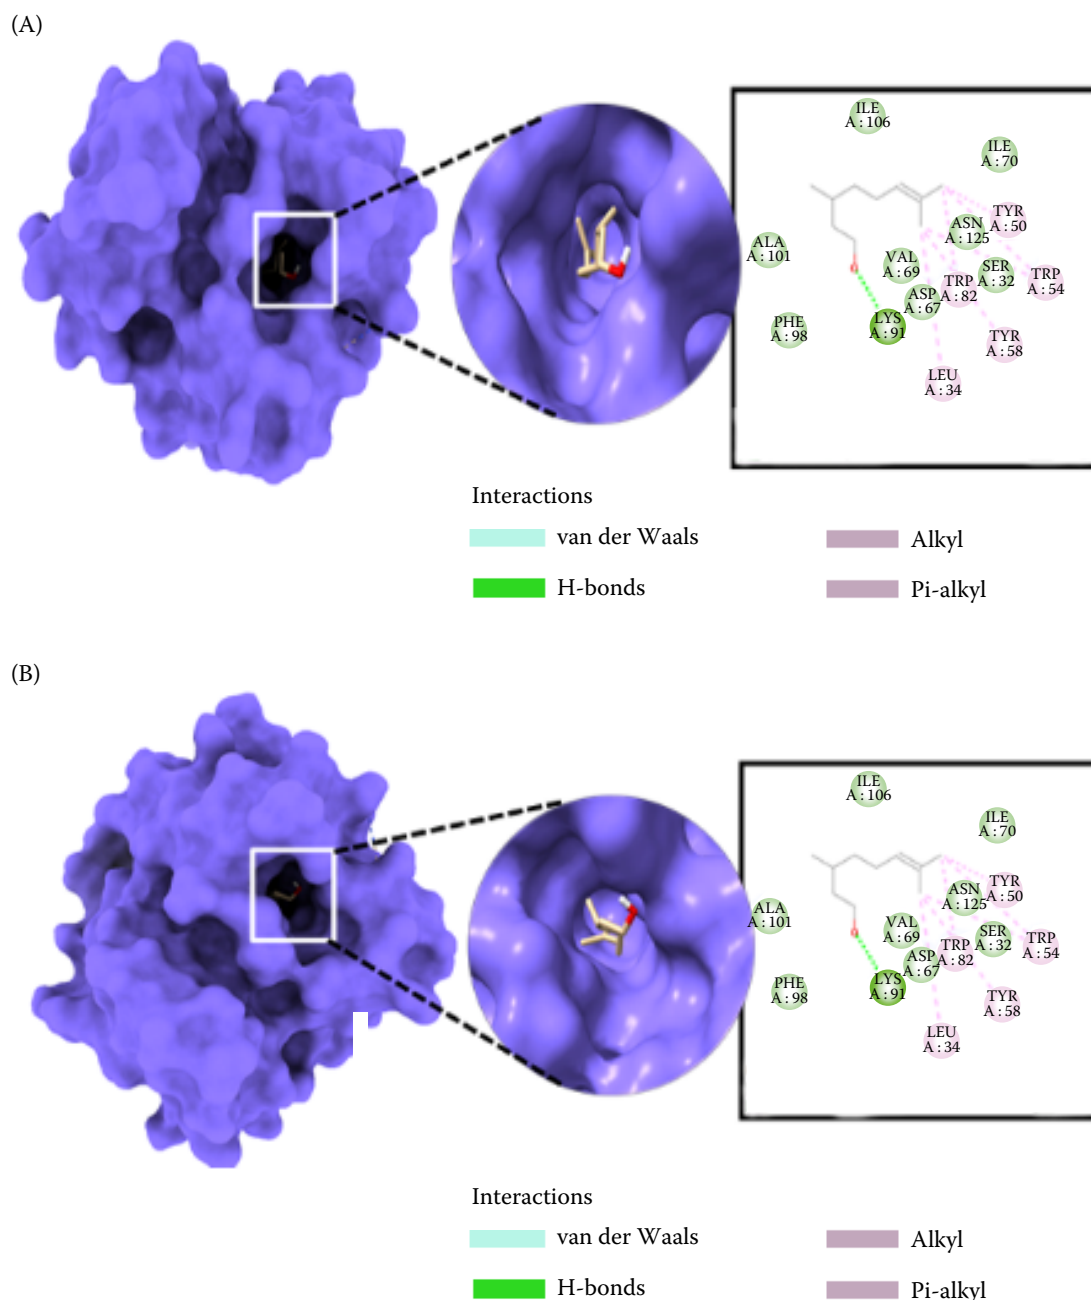 (A)
ILE
A : 106
ILE
A : 70
TYR
A : 50
ASN
A : 125
ALA
A : 101
VAL
A : 69
SER
A : 32
TRP
A : 54
TRP
A : 82
ASP
A : 67
PHE
A : 98
LYS
A : 91
TYR
A : 58
LEU
A : 34
Interactions
van der Waals
Alkyl
H-bonds
Pi-alkyl
(B)
ILE
A : 106
ILE
A : 70
TYR
A : 50
ASN
A : 125
ALA
A : 101
VAL
A : 69
SER
A : 32
TRP
A : 54
TRP
A : 82
ASP
A : 67
PHE
A : 98
LYS
A : 91
TYR
A : 58
LEU
A : 34
Interactions
van der Waals
Alkyl
H-bonds
Pi-alkyl